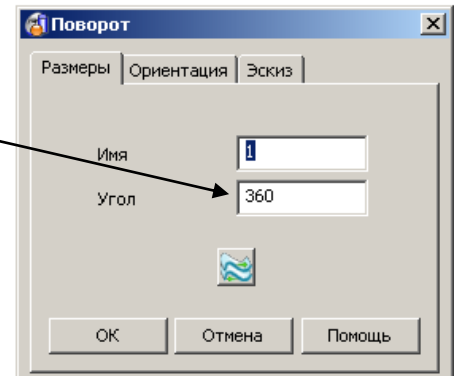 Поворот
Размеры Ориентация Эскиз
Имя 1
Угол 360
ОК Отмена Помощь